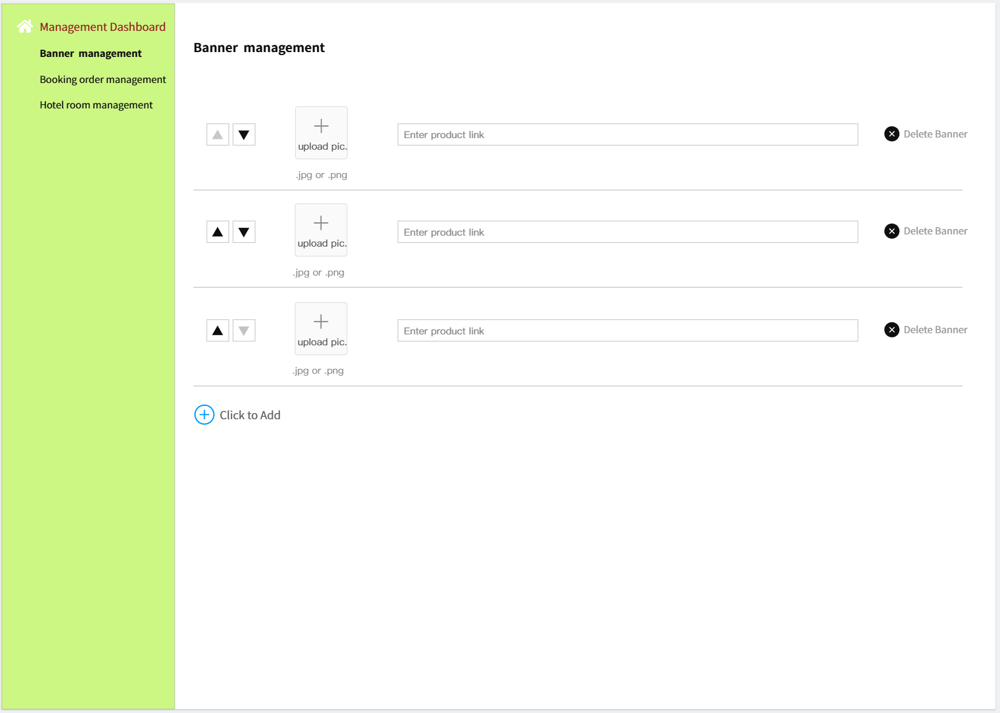 Management Dashboard
Banner management
Booking order management
Hotel room management
Banner management
upload pic.
.jpg or .png
Enter product link
Delete Banner
upload pic.
.jpg or .png
Enter product link
Delete Banner
upload pic.
.jpg or .png
Enter product link
Delete Banner
Click to Add